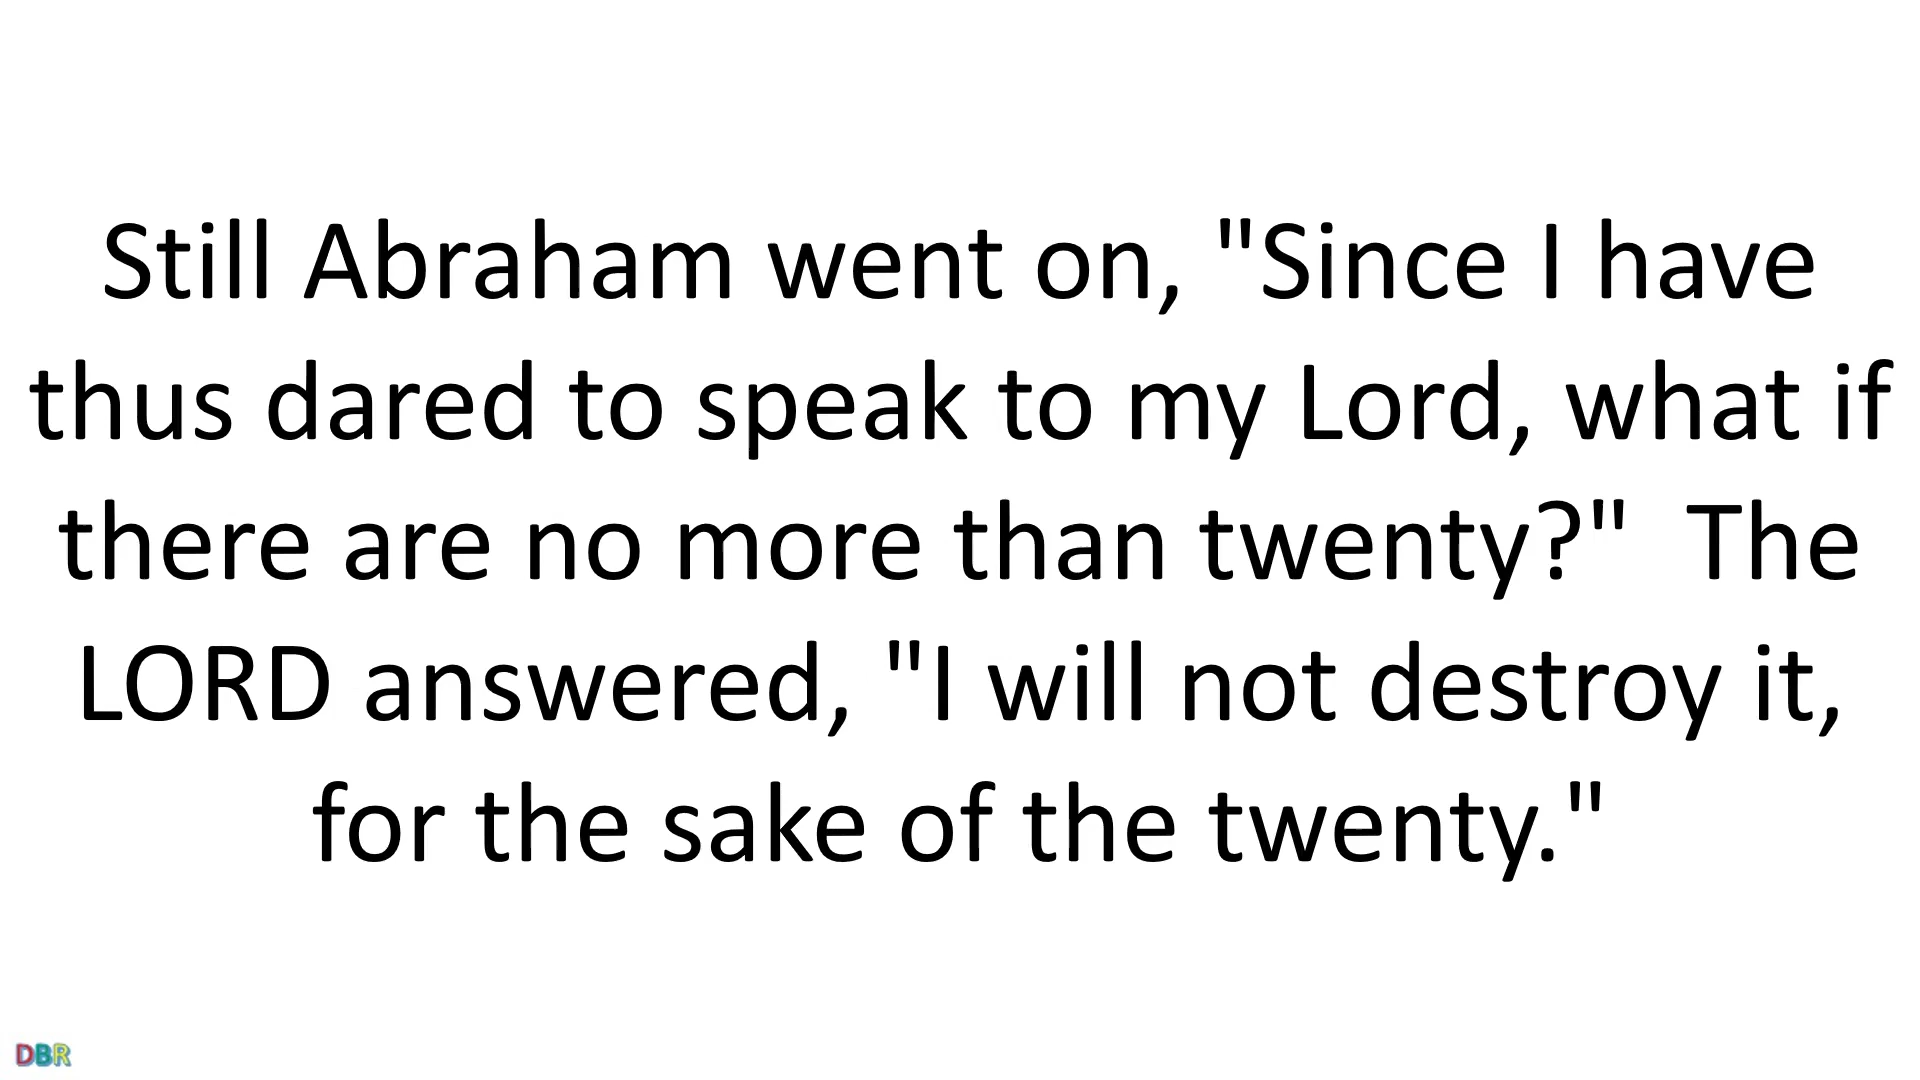 Still Abraham went on, "Since I have
thus dared to speak to my Lord, what if
there are no more than twenty?"  The
LORD answered, "I will not destroy it,
for the sake of the twenty."
DBR